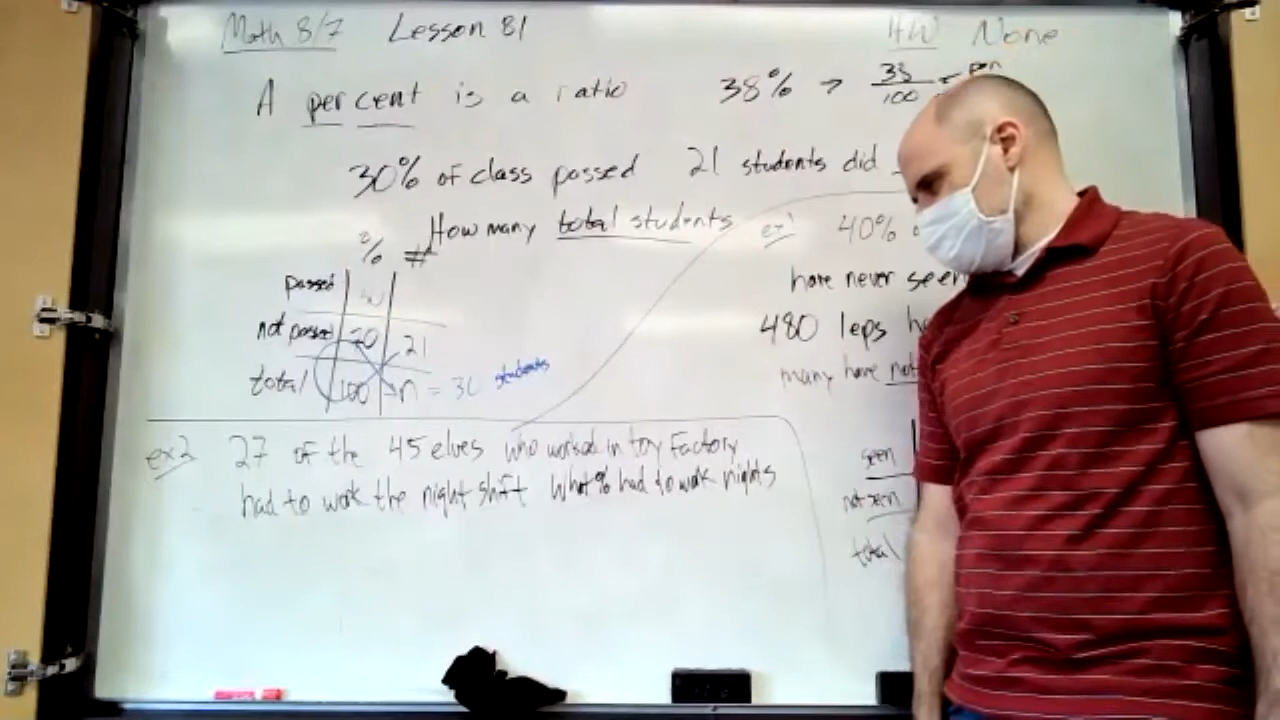 Math 8/7 Lesson 81 HW None
A percent is a ratio 38% → 38/100
30% of class passed 21 students did
How many total students
% #
passed
not passed 70 21
total 100 n = 30 students
ex1 40%
have never seen
480 leps
many have not
seen
not seen
total
ex2 27 of the 45 elves who worked in toy factory
had to work the night shift What % had to work nights